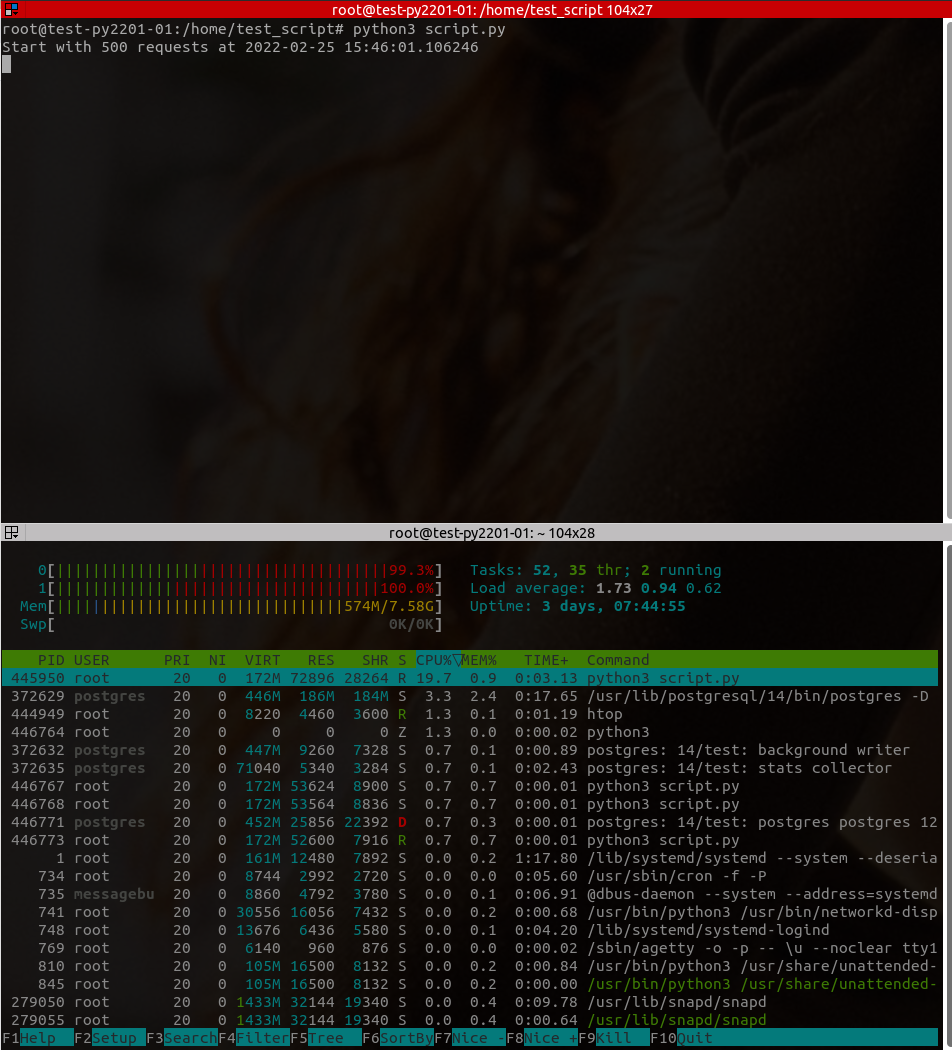 root@test-py2201-01: /home/test_script 104x27
root@test-py2201-01:/home/test_script# python3 script.py
Start with 500 requests at 2022-02-25 15:46:01.106246
root@test-py2201-01: ~ 104x28
0[||||||||||||||||||||||||||||||||||||||99.3%] Tasks: 52, 35 thr; 2 running
1[|||||||||||||||||||||||||||||||||||||100.0%] Load average: 1.73 0.94 0.62
Mem[|||||||||||||||||||||||||||||||||574M/7.58G] Uptime: 3 days, 07:44:55
Swp[ 0K/0K]
PID USER PRI NI VIRT RES SHR S CPU%▽MEM% TIME+ Command
445950 root 20 0 172M 72896 28264 R 19.7 0.9 0:03.13 python3 script.py
372629 postgres 20 0 446M 186M 184M S 3.3 2.4 0:17.65 /usr/lib/postgresql/14/bin/postgres -D
444949 root 20 0 8220 4460 3600 R 1.3 0.1 0:01.19 htop
446764 root 20 0 0 0 0 Z 1.3 0.0 0:00.02 python3
372632 postgres 20 0 447M 9260 7328 S 0.7 0.1 0:00.89 postgres: 14/test: background writer
372635 postgres 20 0 71040 5340 3284 S 0.7 0.1 0:02.43 postgres: 14/test: stats collector
446767 root 20 0 172M 53624 8900 S 0.7 0.7 0:00.01 python3 script.py
446768 root 20 0 172M 53564 8836 S 0.7 0.7 0:00.01 python3 script.py
446771 postgres 20 0 452M 25856 22392 D 0.7 0.3 0:00.01 postgres: 14/test: postgres postgres 12
446773 root 20 0 172M 52600 7916 R 0.7 0.7 0:00.01 python3 script.py
1 root 20 0 161M 12480 7892 S 0.0 0.2 1:17.80 /lib/systemd/systemd --system --deseria
734 root 20 0 8744 2992 2720 S 0.0 0.0 0:05.60 /usr/sbin/cron -f -P
735 messagebu 20 0 8860 4792 3780 S 0.0 0.1 0:06.91 @dbus-daemon --system --address=systemd
741 root 20 0 30556 16056 7432 S 0.0 0.2 0:00.68 /usr/bin/python3 /usr/bin/networkd-disp
748 root 20 0 13676 6436 5580 S 0.0 0.1 0:04.20 /lib/systemd/systemd-logind
769 root 20 0 6140 960 876 S 0.0 0.0 0:00.02 /sbin/agetty -o -p -- \u --noclear tty1
810 root 20 0 105M 16500 8132 S 0.0 0.2 0:00.84 /usr/bin/python3 /usr/share/unattended-
845 root 20 0 105M 16500 8132 S 0.0 0.2 0:00.00 /usr/bin/python3 /usr/share/unattended-
279050 root 20 0 1433M 32144 19340 S 0.0 0.4 0:09.78 /usr/lib/snapd/snapd
279055 root 20 0 1433M 32144 19340 S 0.0 0.4 0:00.64 /usr/lib/snapd/snapd
F1Help F2Setup F3SearchF4FilterF5Tree F6SortByF7Nice -F8Nice +F9Kill F10Quit